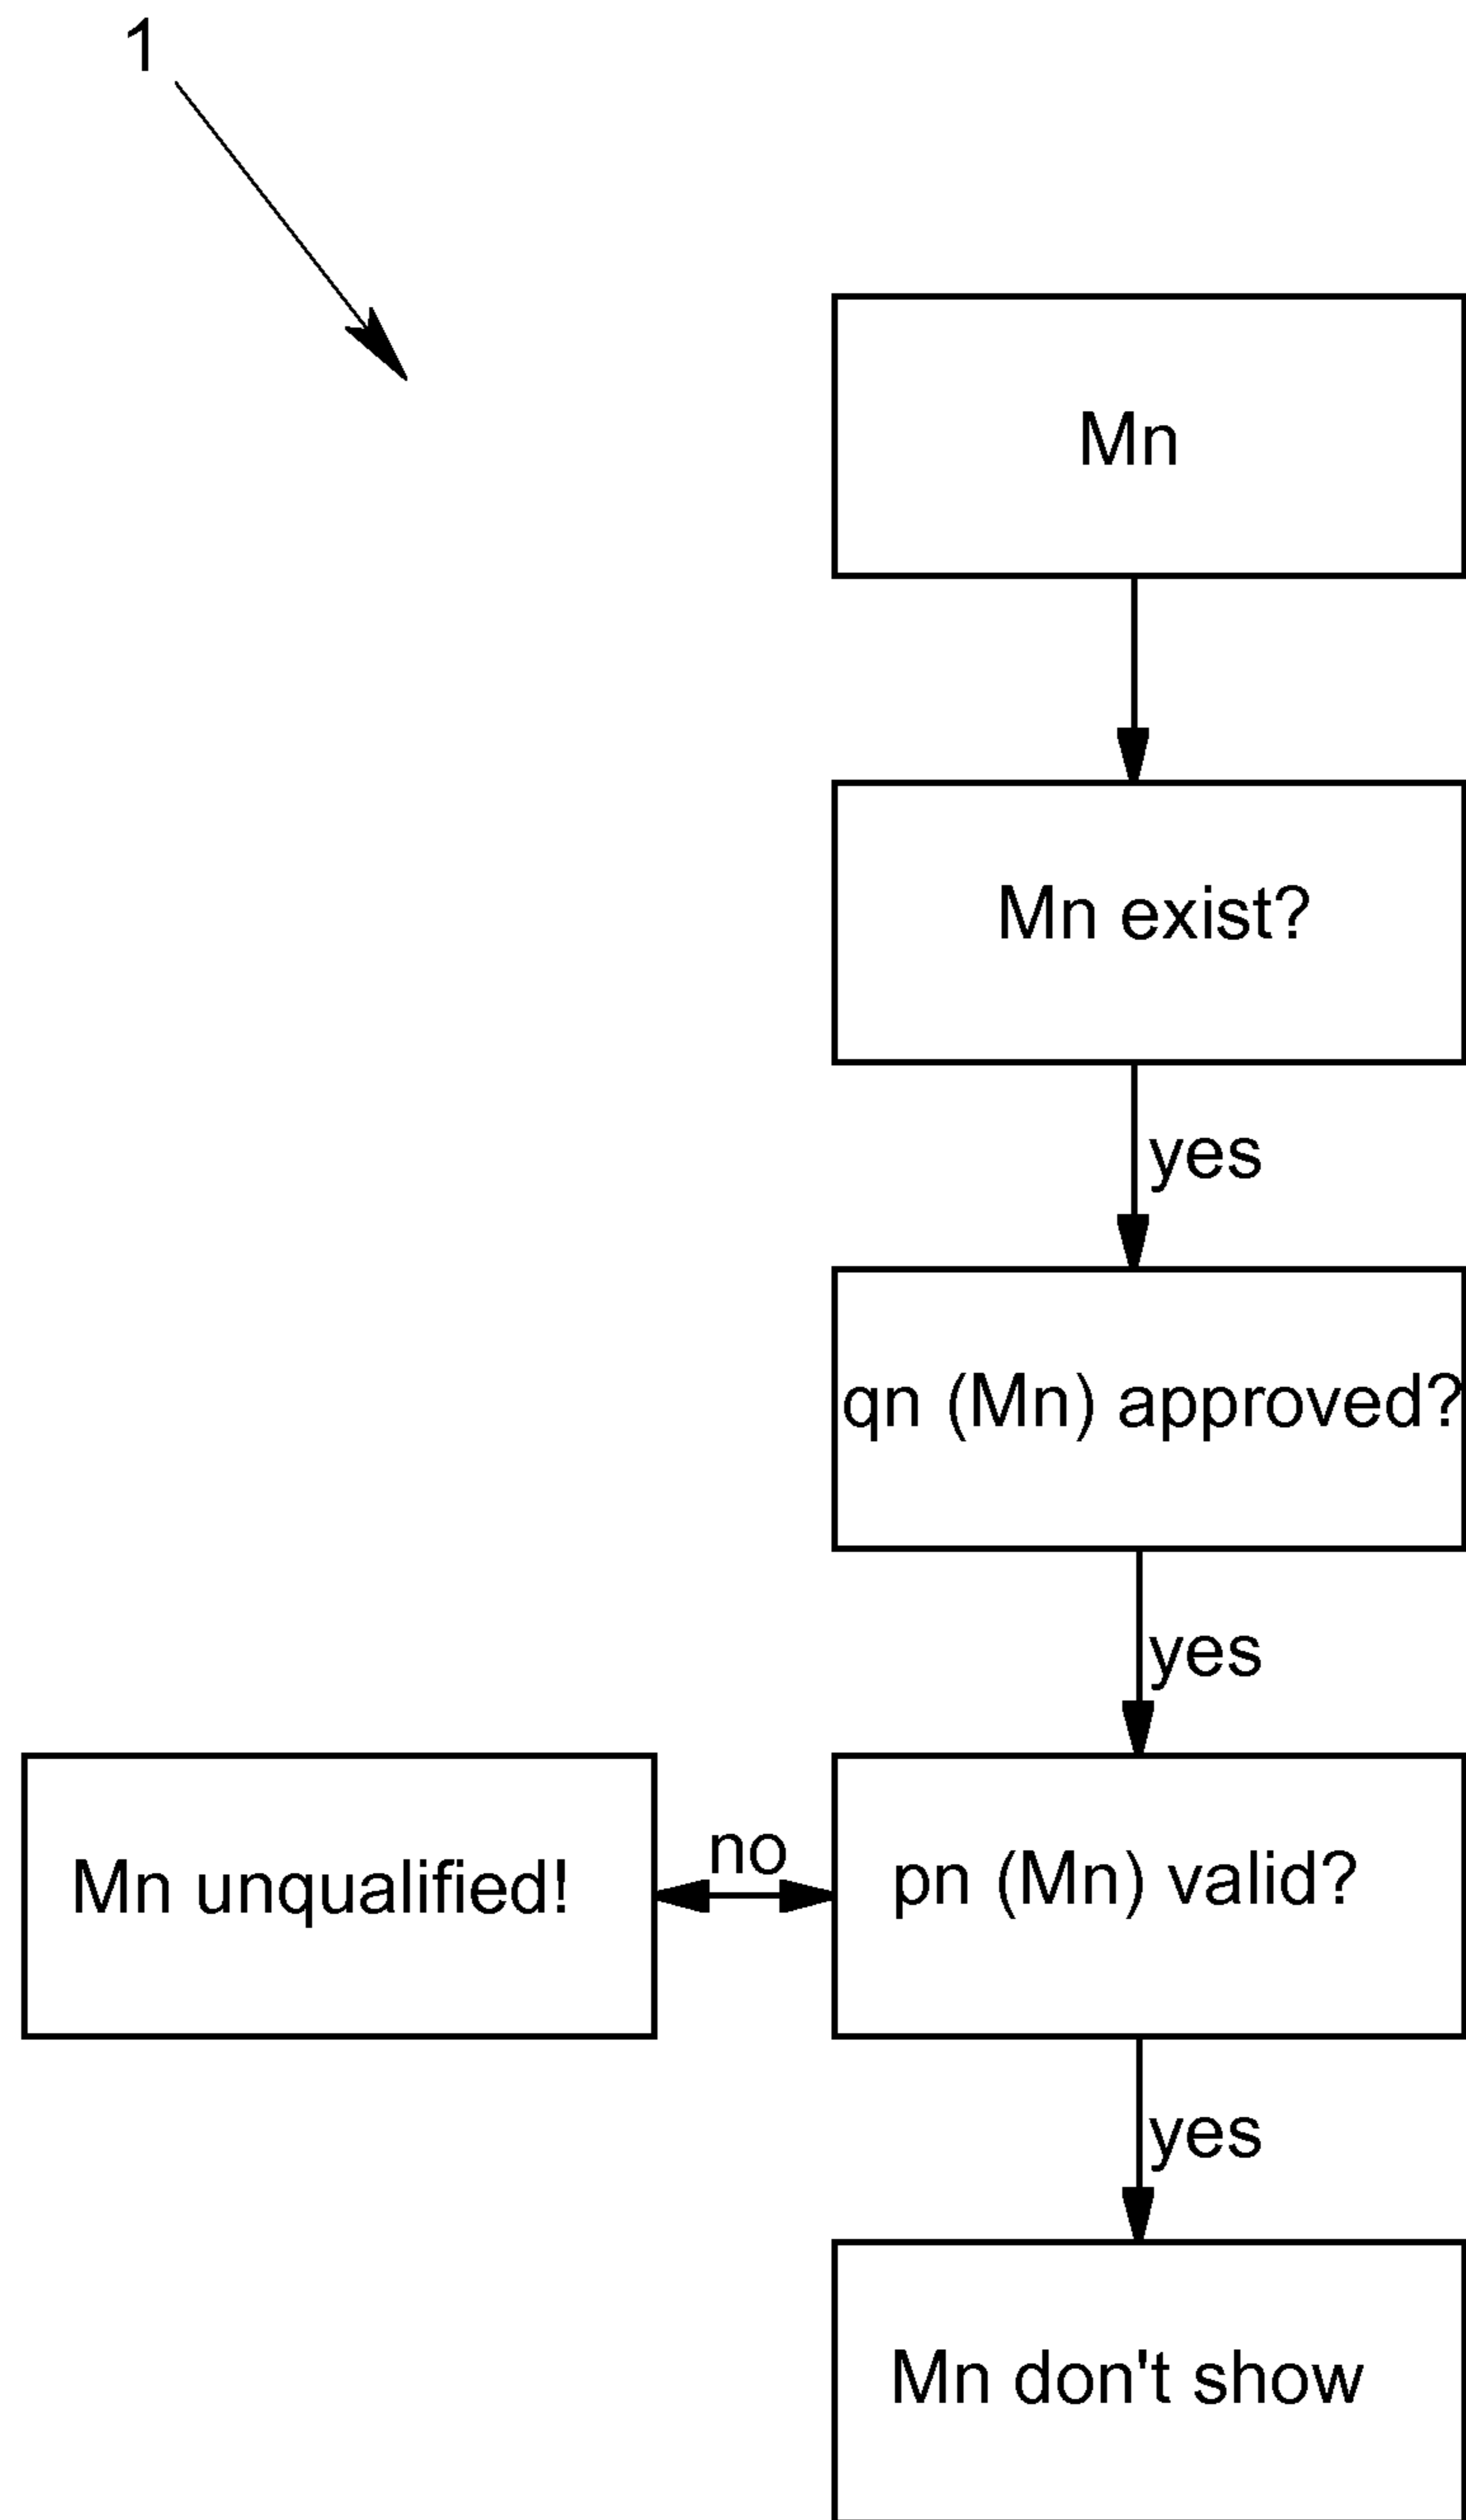 1
Mn
Mn exist?
yes
qn (Mn) approved?
yes
Mn unqualified!
no
pn (Mn) valid?
yes
Mn don't show